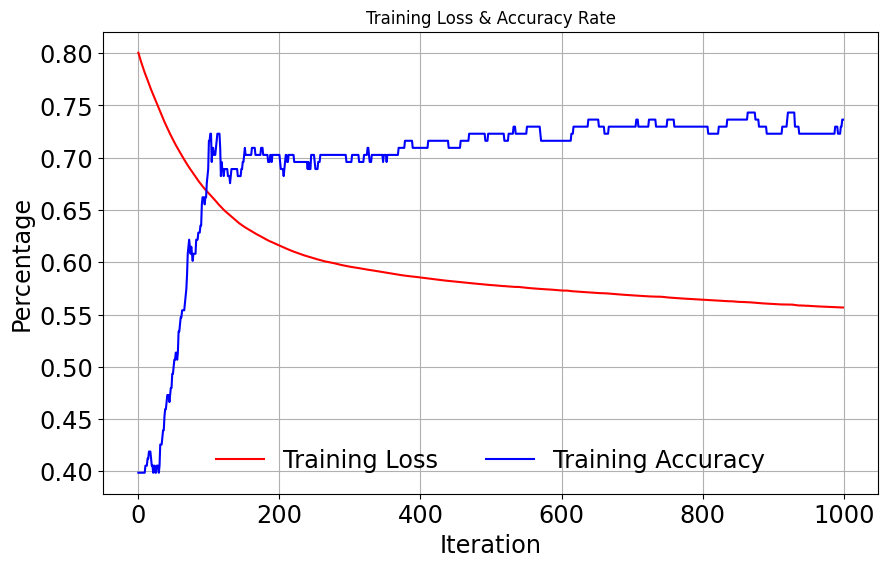 Training Loss & Accuracy Rate
0.80
0.75
0.70
0.65
0.60
0.55
0.50
0.45
0.40
Percentage
Training Loss Training Accuracy
0 200 400 600 800 1000
Iteration